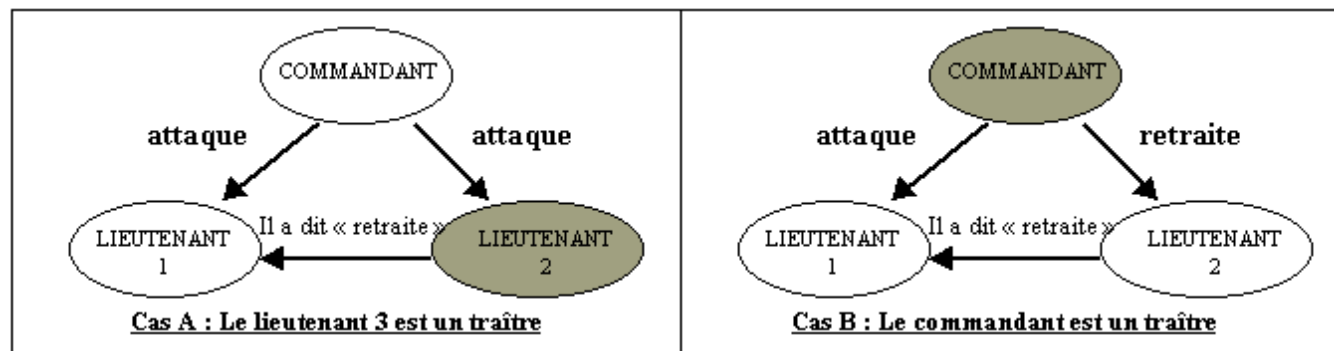 COMMANDANT
attaque
attaque
Il a dit « retraite »
LIEUTENANT
1
LIEUTENANT
2
Cas A : Le lieutenant 3 est un traître
COMMANDANT
attaque
retraite
Il a dit « retraite »
LIEUTENANT
1
LIEUTENANT
2
Cas B : Le commandant est un traître